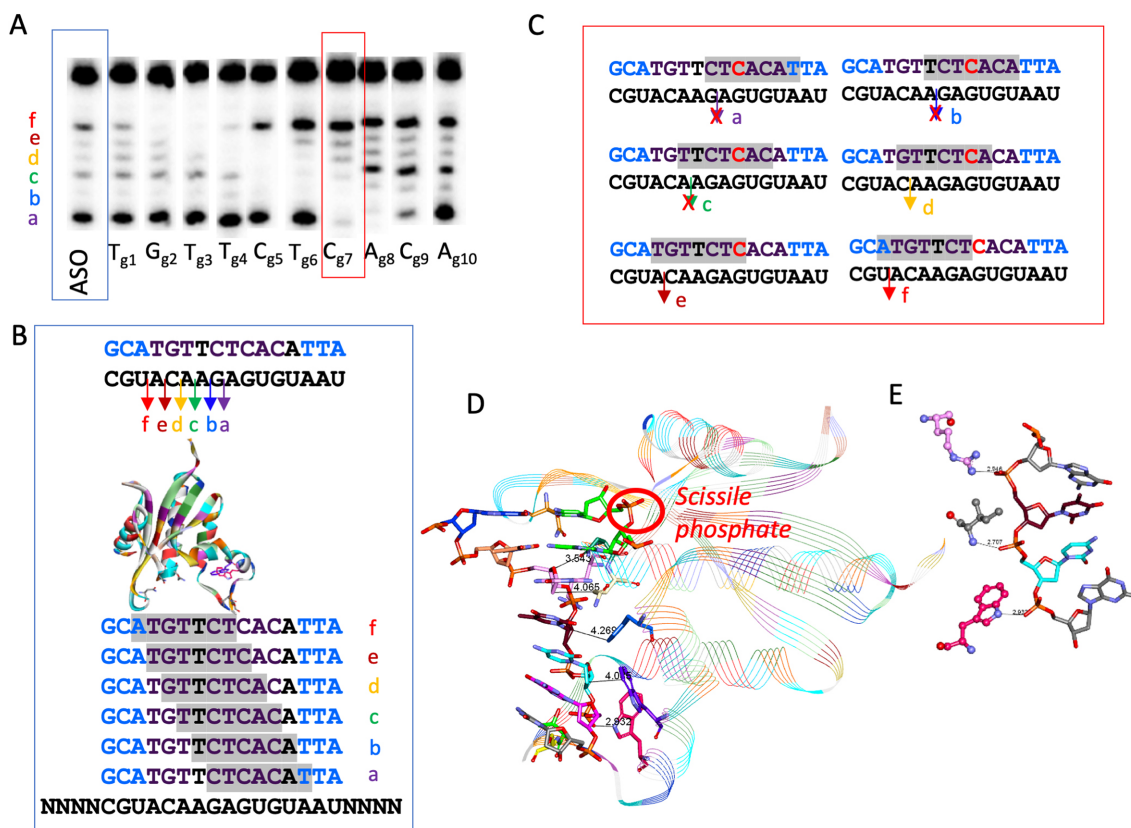 A
f
e
d
c
b
a
ASO
Tg1
Gg2
Tg3
Tg4
Cg5
Tg6
Cg7
Ag8
Cg9
Ag10
B
GCATGTTCTCACATTA
CGUACAAGAGUGUAAU
f e d c b a
GCATGTTCTCACATTA f
GCATGTTCTCACATTA e
GCATGTTCTCACATTA d
GCATGTTCTCACATTA c
GCATGTTCTCACATTA b
GCATGTTCTCACATTA a
NNNNCGUACAAGAGUGUAAUNNNN
C
GCATGTTCTCACATTA
CGUACAAGAGUGUAAU
X a
GCATGTTCTCACATTA
CGUACAAGAGUGUAAU
X b
GCATGTTCTCACATTA
CGUACAAGAGUGUAAU
X c
GCATGTTCTCACATTA
CGUACAAGAGUGUAAU
d
GCATGTTCTCACATTA
CGUACAAGAGUGUAAU
e
GCATGTTCTCACATTA
CGUACAAGAGUGUAAU
f
D
Scissile
phosphate
3.543
4.065
4.269
2.932
E
2.707